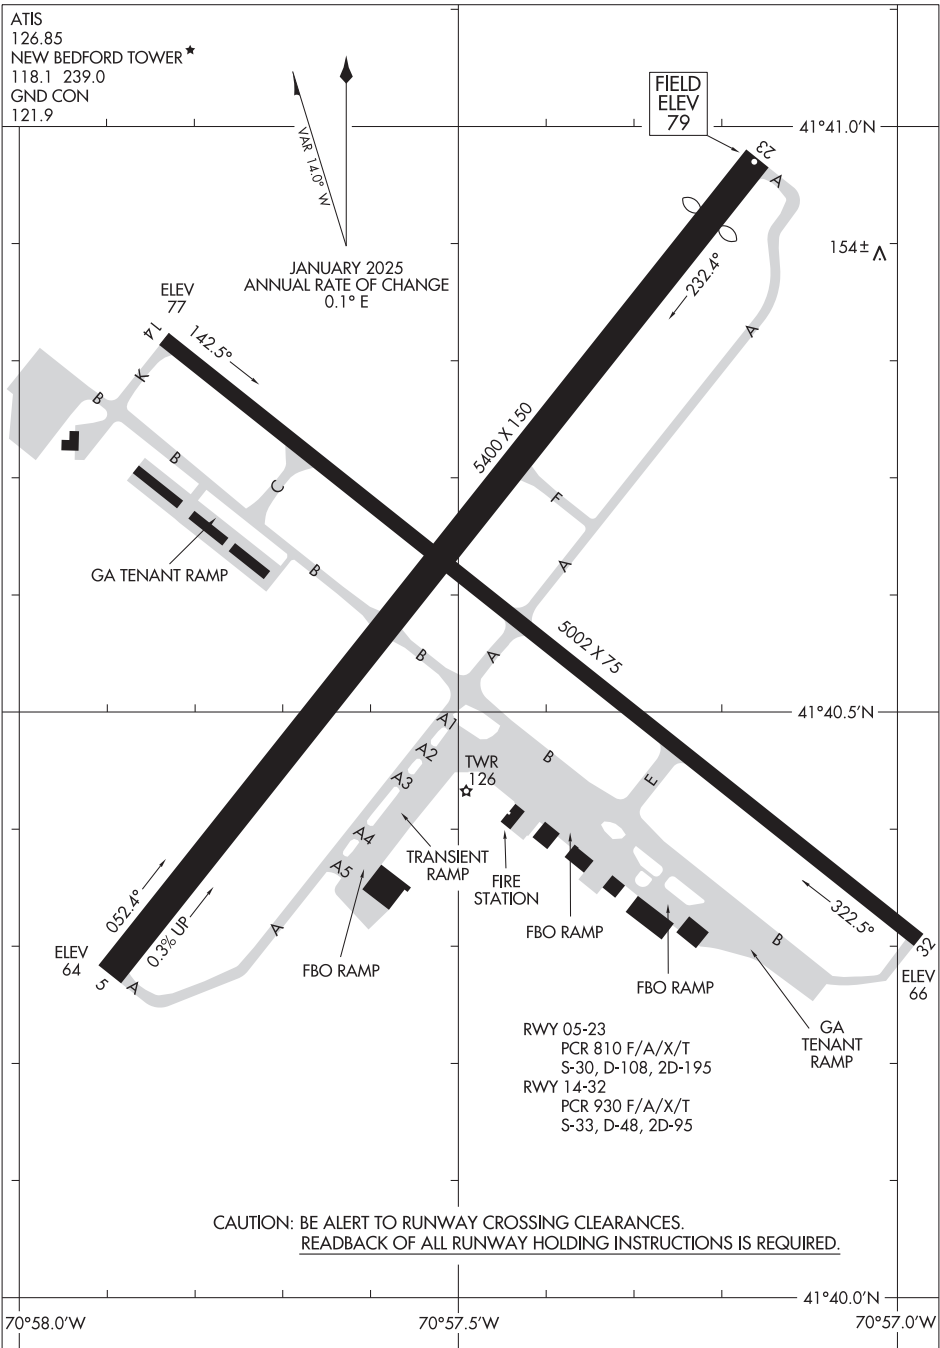 ATIS
126.85
NEW BEDFORD TOWER★
118.1 239.0
GND CON
121.9
VAR 14.0° W
JANUARY 2025
ANNUAL RATE OF CHANGE
0.1° E
FIELD
ELEV
79
41°41.0'N
23
A
154±
232.4°
ELEV
77
14
142.5°
K
B
A
5400 X 150
B
C
F
GA TENANT RAMP
B
A
5002 X 75
B
A
41°40.5'N
A1
A2
A3
A4
A5
TWR
126
B
E
TRANSIENT
RAMP
FIRE
STATION
FBO RAMP
FBO RAMP
FBO RAMP
052.4°
0.3% UP
A
ELEV
64
5
A
B
322.5°
32
ELEV
66
GA
TENANT
RAMP
RWY 05-23
PCR 810 F/A/X/T
S-30, D-108, 2D-195
RWY 14-32
PCR 930 F/A/X/T
S-33, D-48, 2D-95
CAUTION: BE ALERT TO RUNWAY CROSSING CLEARANCES.
READBACK OF ALL RUNWAY HOLDING INSTRUCTIONS IS REQUIRED.
41°40.0'N
70°58.0'W
70°57.5'W
70°57.0'W